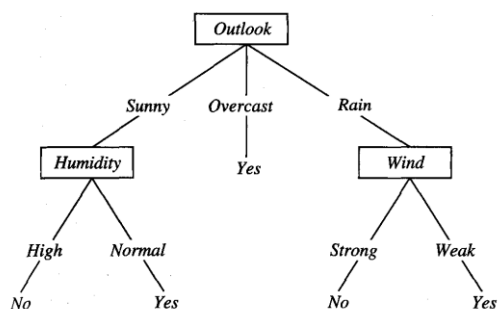 Outlook
Sunny Overcast Rain
Humidity Yes Wind
High Normal Strong Weak
No Yes No Yes